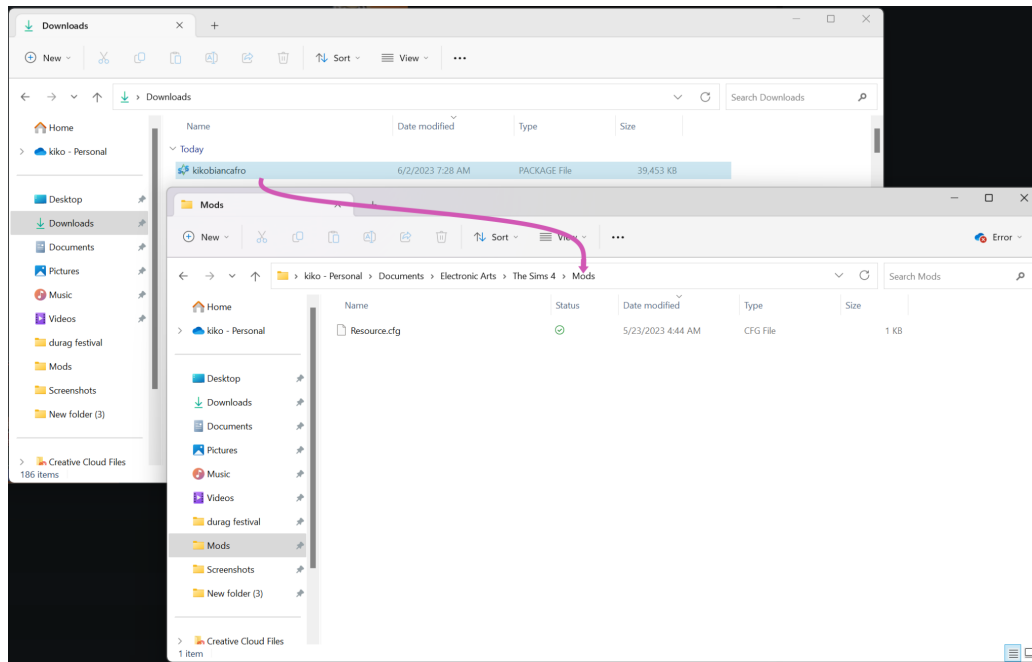 Downloads
New
Sort
View
Downloads
Search Downloads
Home
kiko - Personal
Desktop
Downloads
Documents
Pictures
Music
Videos
durag festival
Mods
Screenshots
New folder (3)
Creative Cloud Files
186 items
Name Date modified Type Size
Today
kikobiancafro 6/2/2023 7:28 AM PACKAGE File 39,453 KB
Mods
New
Sort
View
Error
kiko - Personal > Documents > Electronic Arts > The Sims 4 > Mods
Search Mods
Home
kiko - Personal
Desktop
Downloads
Documents
Pictures
Music
Videos
durag festival
Mods
Screenshots
New folder (3)
Creative Cloud Files
1 item
Name Status Date modified Type Size
Resource.cfg 5/23/2023 4:44 AM CFG File 1 KB